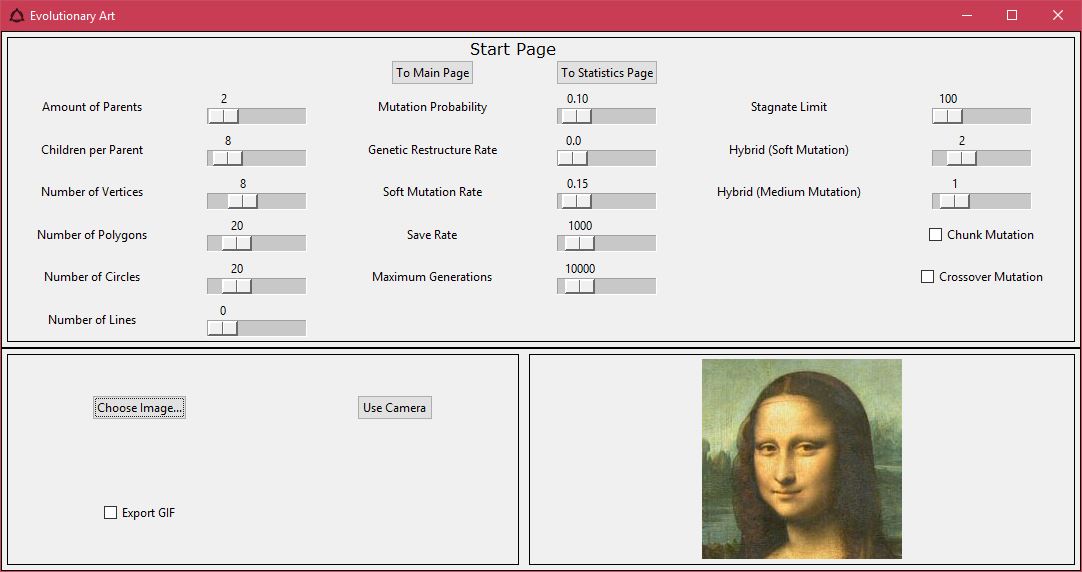 Evolutionary Art
Start Page
To Main Page
To Statistics Page
Amount of Parents
2
Mutation Probability
0.10
Stagnate Limit
100
Children per Parent
8
Genetic Restructure Rate
0.0
Hybrid (Soft Mutation)
2
Number of Vertices
8
Soft Mutation Rate
0.15
Hybrid (Medium Mutation)
1
Number of Polygons
20
Save Rate
1000
Chunk Mutation
Number of Circles
20
Maximum Generations
10000
Crossover Mutation
Number of Lines
0
Choose Image...
Use Camera
Export GIF